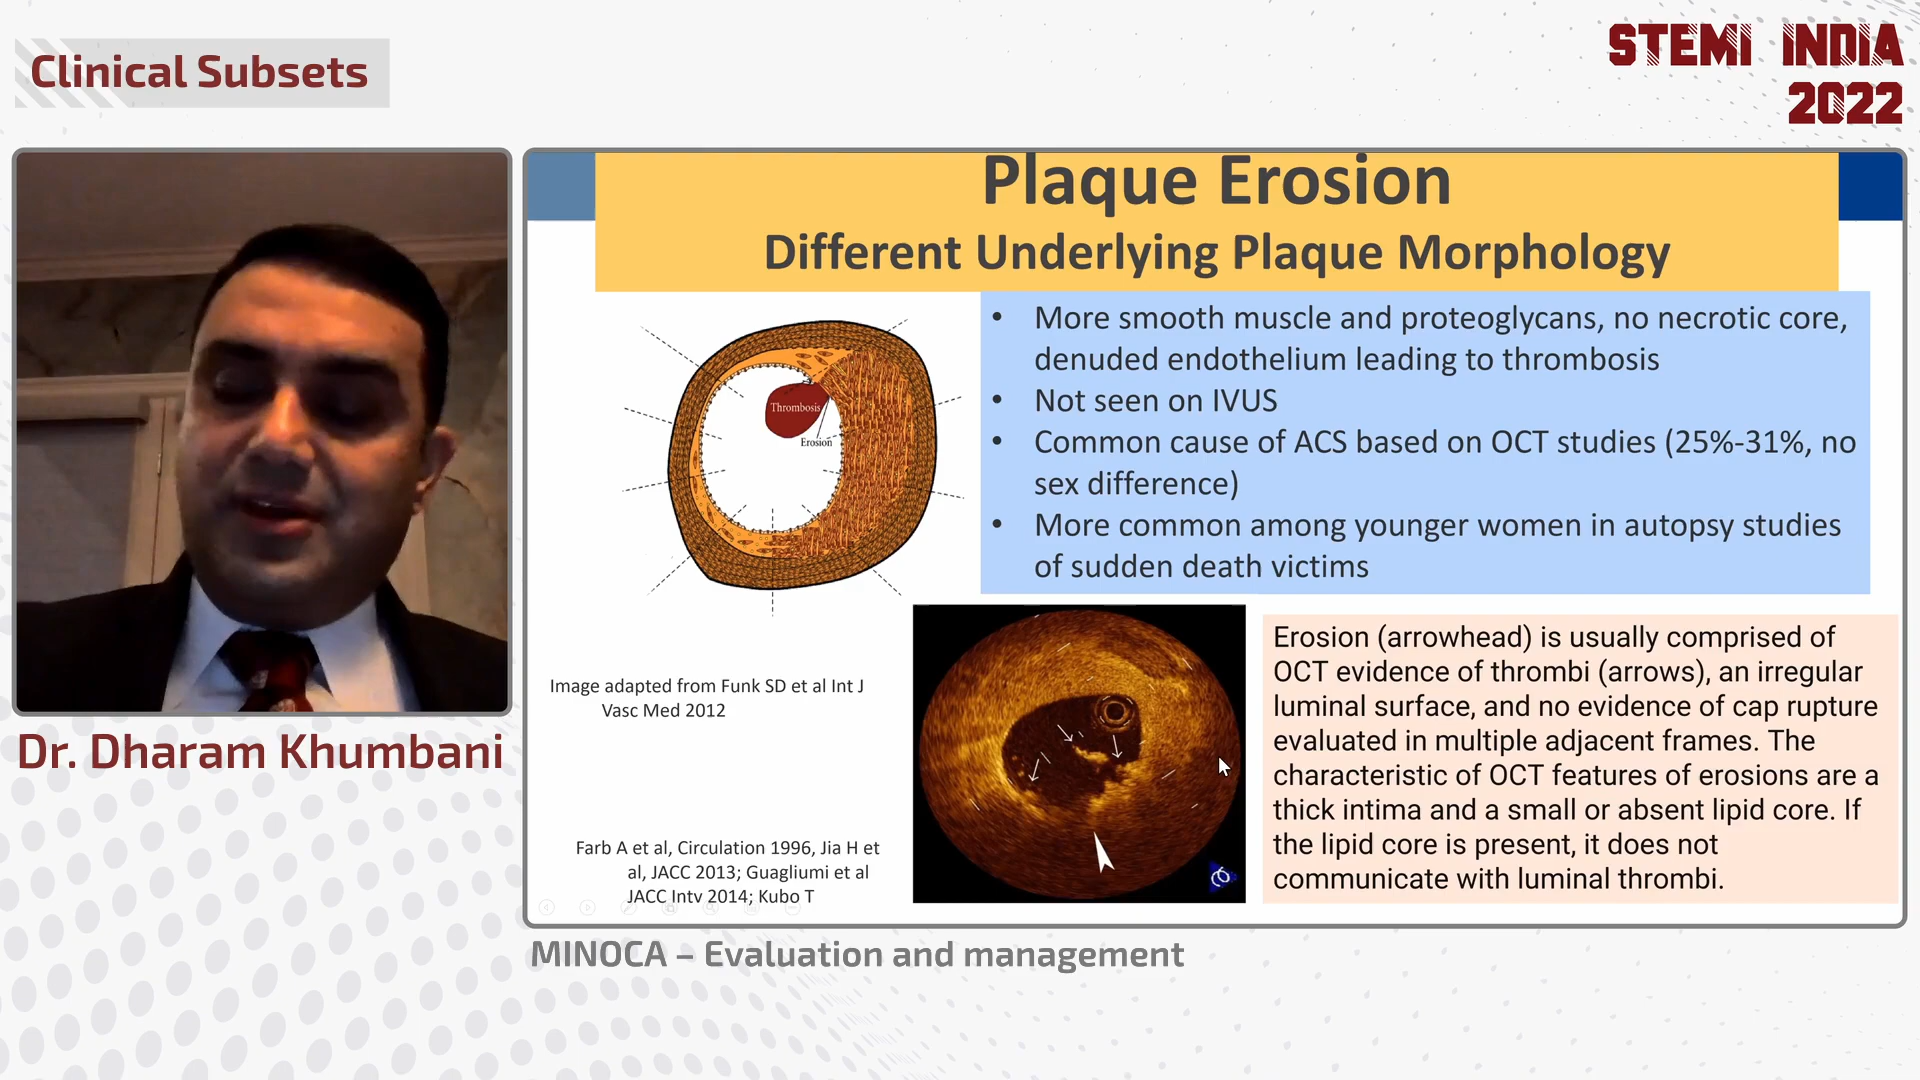 Clinical Subsets
STEMI INDIA
2022
Plaque Erosion
Different Underlying Plaque Morphology
Thrombosis
Erosion
• More smooth muscle and proteoglycans, no necrotic core,
denuded endothelium leading to thrombosis
• Not seen on IVUS
• Common cause of ACS based on OCT studies (25%-31%, no
sex difference)
• More common among younger women in autopsy studies
of sudden death victims
Image adapted from Funk SD et al Int J
Vasc Med 2012
Farb A et al, Circulation 1996, Jia H et
al, JACC 2013; Guagliumi et al
JACC Intv 2014; Kubo T
Erosion (arrowhead) is usually comprised of
OCT evidence of thrombi (arrows), an irregular
luminal surface, and no evidence of cap rupture
evaluated in multiple adjacent frames. The
characteristic of OCT features of erosions are a
thick intima and a small or absent lipid core. If
the lipid core is present, it does not
communicate with luminal thrombi.
Dr. Dharam Khumbani
MINOCA – Evaluation and management